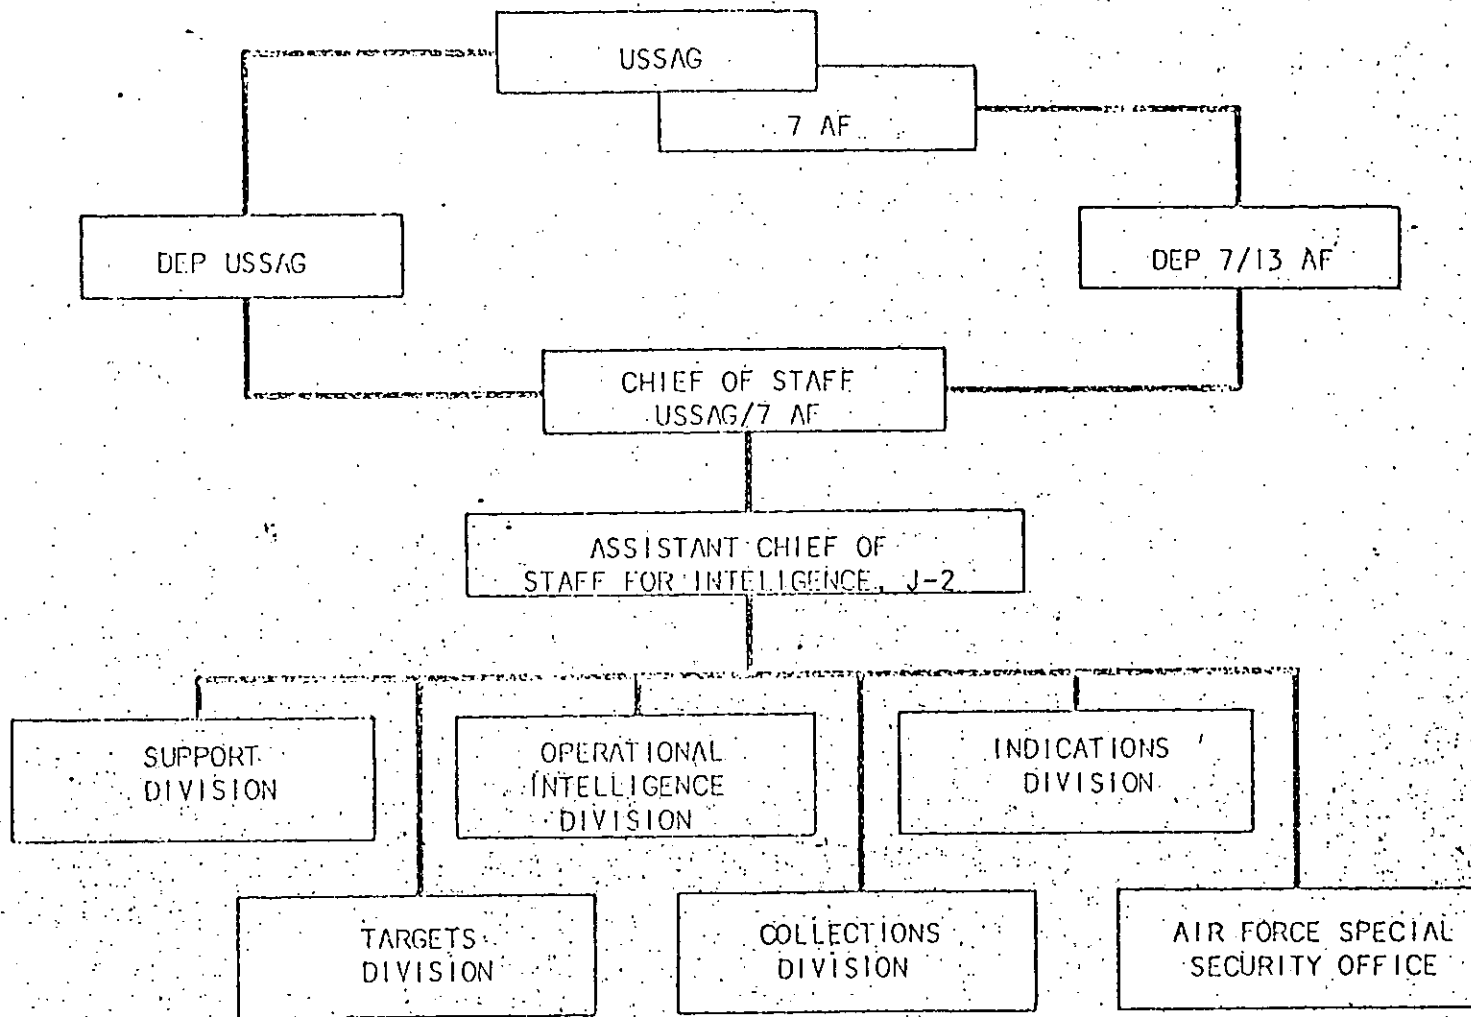 USSAG
7 AF
DEP USSAG
DEP 7/13 AF
CHIEF OF STAFF
USSAG/7 AF
ASSISTANT CHIEF OF
STAFF FOR INTELLIGENCE, J-2
SUPPORT
DIVISION
OPERATIONAL
INTELLIGENCE
DIVISION
INDICATIONS
DIVISION
TARGETS
DIVISION
COLLECTIONS
DIVISION
AIR FORCE SPECIAL
SECURITY OFFICE